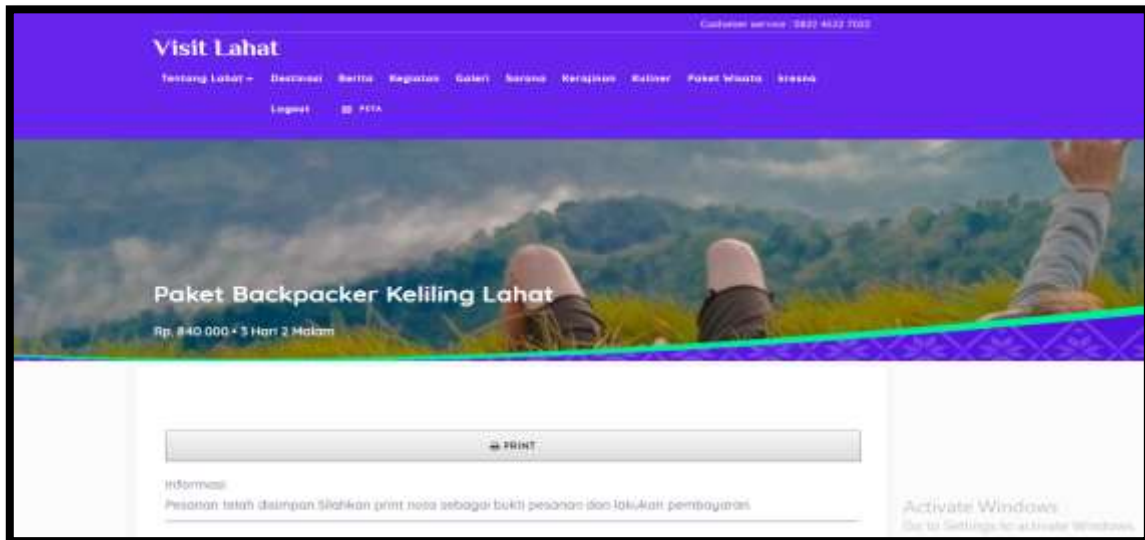 Customer service : 0822 4622 7022
Visit Lahat
Tentang Lahat Destinasi Berita Kegiatan Galeri Sarana Kerajinan Kuliner Paket Wisata kresna
Logout PETA
Paket Backpacker Keliling Lahat
Rp. 840.000 • 3 Hari 2 Malam
PRINT
Informasi
Pesanan telah disimpan Silahkan print nota sebagai bukti pesanan dan lakukan pembayaran
Activate Windows
Go to Settings to activate Windows.